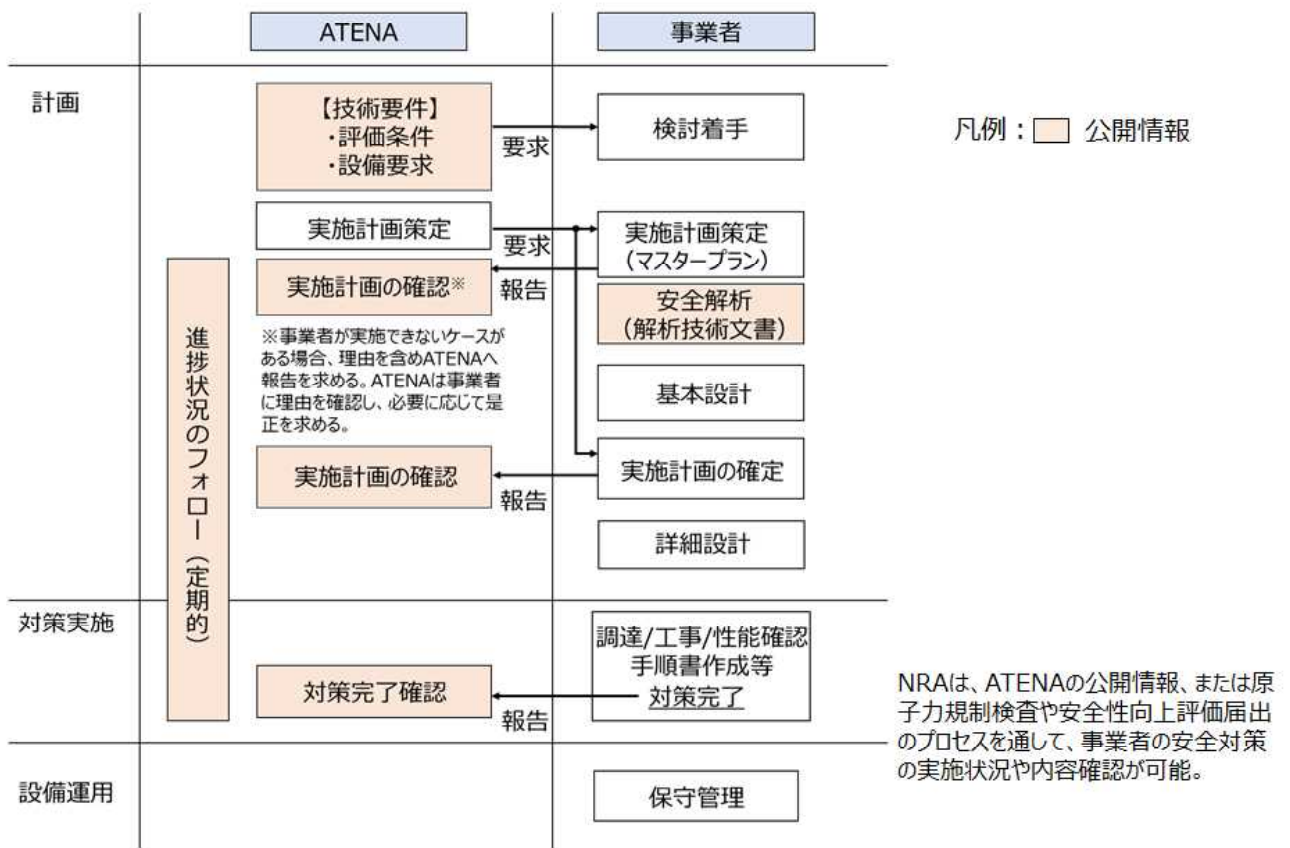 ATENA
事業者
計画
【技術要件】
・評価条件
・設備要求
要求
検討着手
凡例：
公開情報
実施計画策定
要求
実施計画策定
（マスタープラン）
実施計画の確認※
報告
安全解析
（解析技術文書）
※事業者が実施できないケースが
ある場合、理由を含めATENAへ
報告を求める。ATENAは事業者
に理由を確認し、必要に応じて是
正を求める。
基本設計
実施計画の確認
報告
実施計画の確定
詳細設計
進捗状況のフォロー（定期的）
対策実施
調達/工事/性能確認
手順書作成等
対策完了
対策完了確認
報告
NRAは、ATENAの公開情報、または原
子力規制検査や安全性向上評価届出
のプロセスを通して、事業者の安全対策
の実施状況や内容確認が可能。
設備運用
保守管理